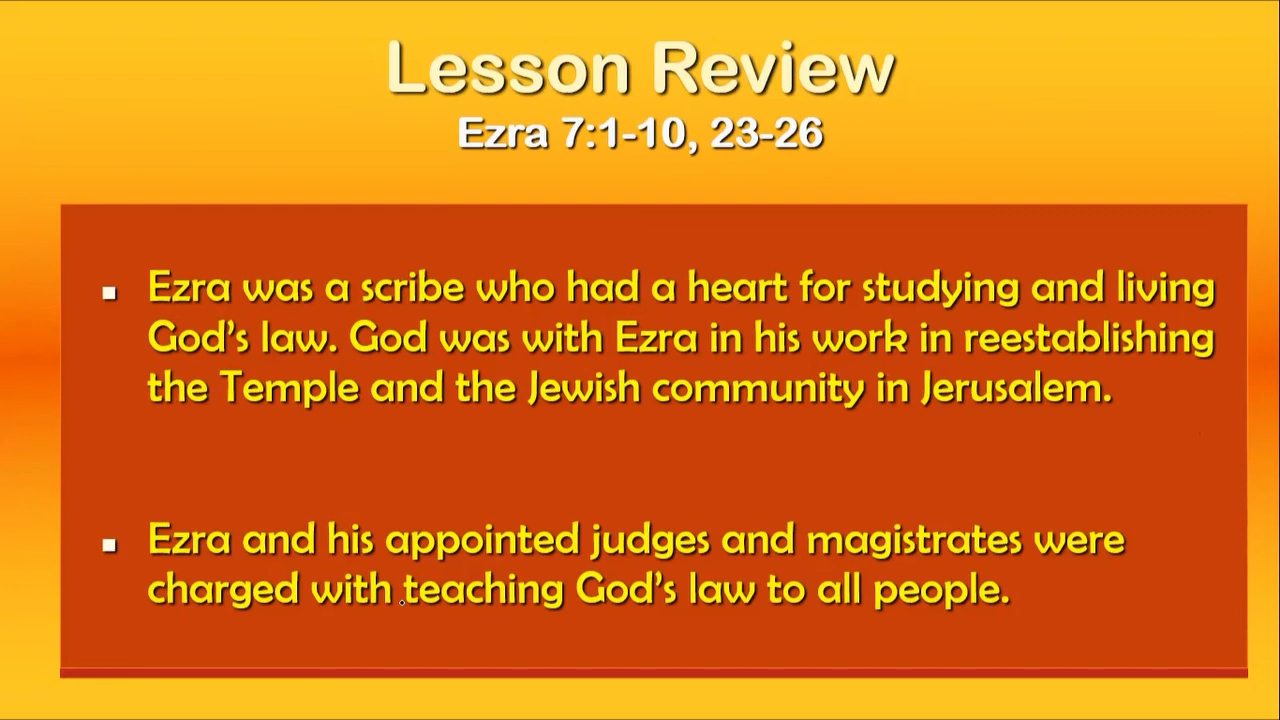 Lesson Review
Ezra 7:1-10, 23-26
▪ Ezra was a scribe who had a heart for studying and living
God's law. God was with Ezra in his work in reestablishing
the Temple and the Jewish community in Jerusalem.
▪ Ezra and his appointed judges and magistrates were
charged with teaching God's law to all people.